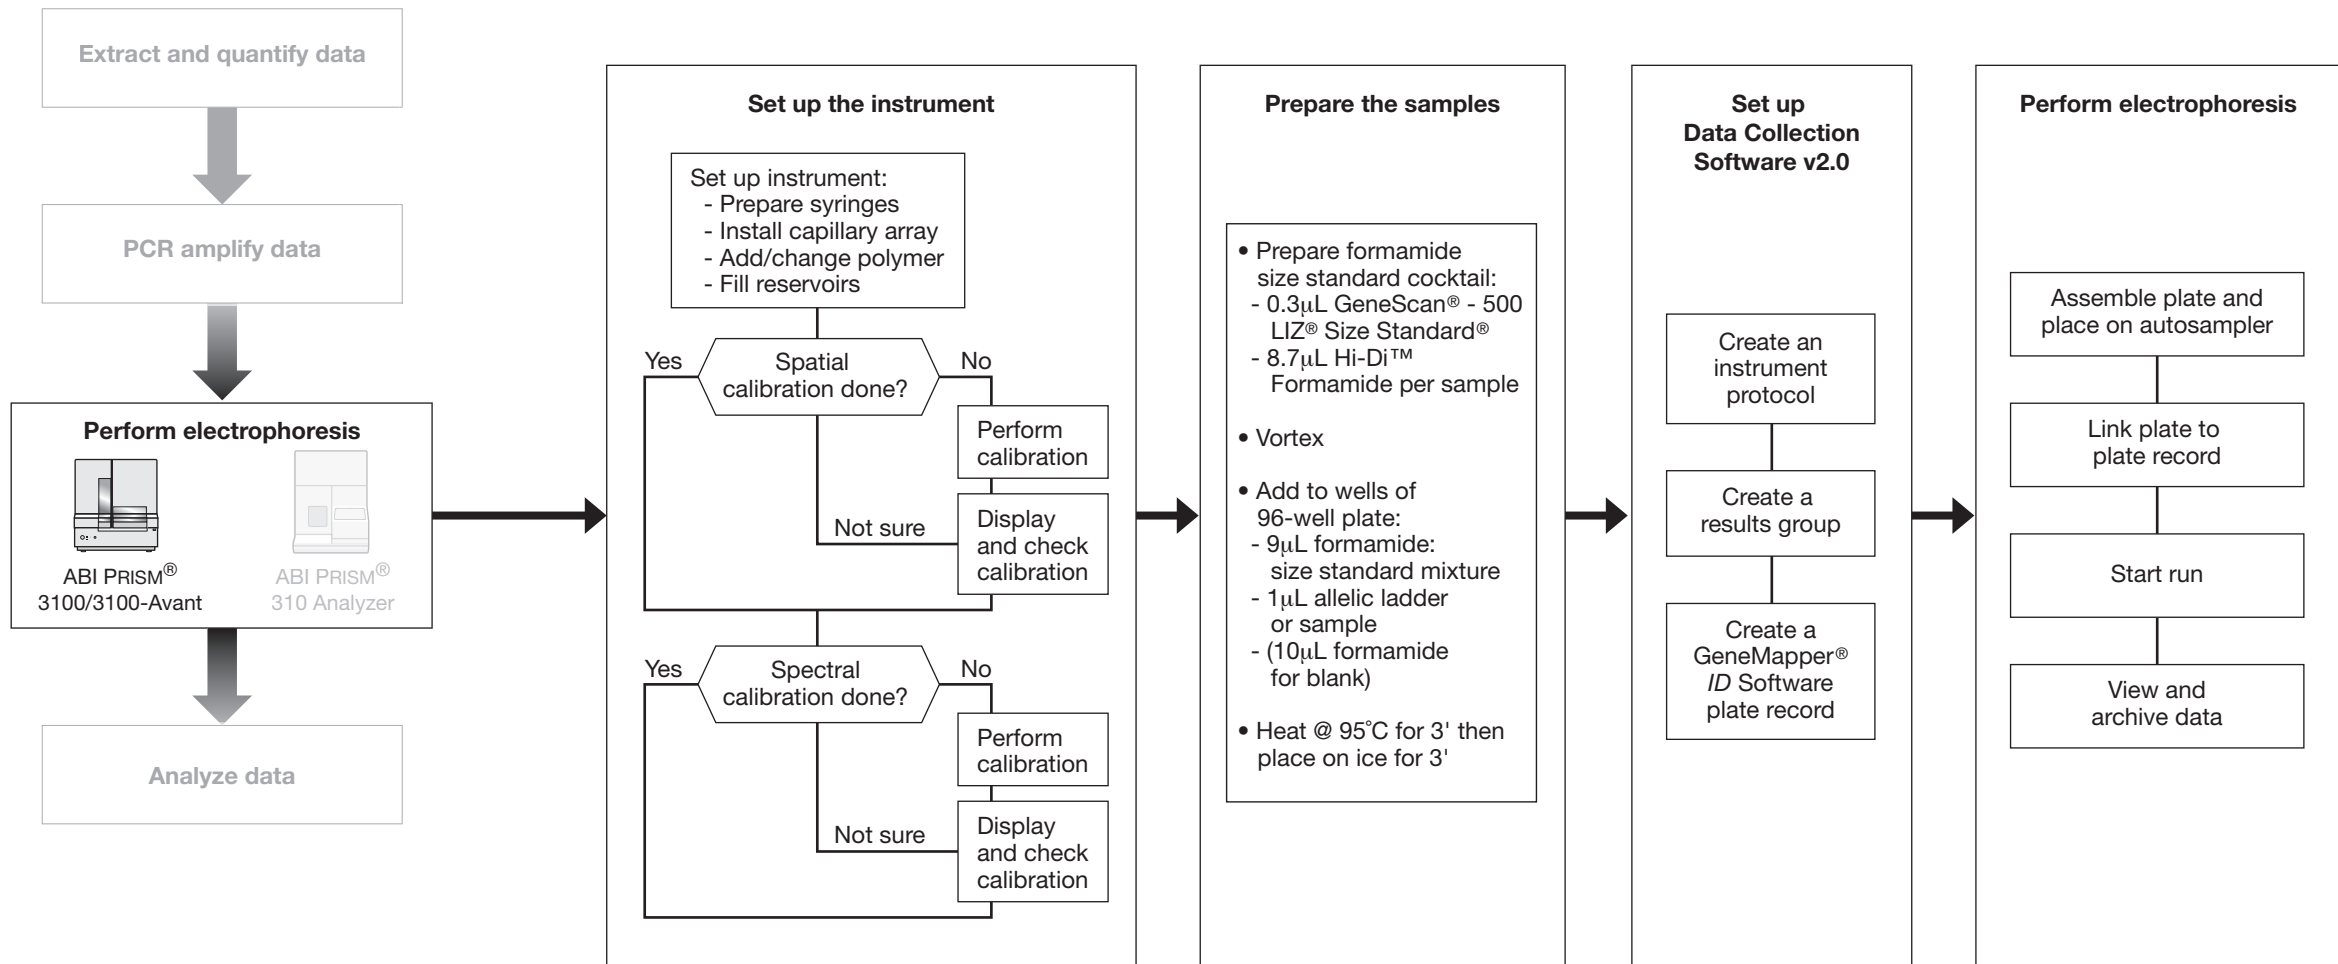 Extract and quantify data
PCR amplify data
Perform electrophoresis
ABI PRISM®
3100/3100-Avant
ABI PRISM®
310 Analyzer
Analyze data
Set up the instrument
Set up instrument:
- Prepare syringes
- Install capillary array
- Add/change polymer
- Fill reservoirs
Yes
Spatial
calibration done?
No
Perform
calibration
Not sure
Display
and check
calibration
Yes
Spectral
calibration done?
No
Perform
calibration
Not sure
Display
and check
calibration
Prepare the samples
• Prepare formamide
size standard cocktail:
- 0.3µL GeneScan® - 500
LIZ® Size Standard®
- 8.7µL Hi-Di™
Formamide per sample
• Vortex
• Add to wells of
96-well plate:
- 9µL formamide:
size standard mixture
- 1µL allelic ladder
or sample
- (10µL formamide
for blank)
• Heat @ 95°C for 3' then
place on ice for 3'
Set up
Data Collection
Software v2.0
Create an
instrument
protocol
Create a
results group
Create a
GeneMapper®
ID Software
plate record
Perform electrophoresis
Assemble plate and
place on autosampler
Link plate to
plate record
Start run
View and
archive data